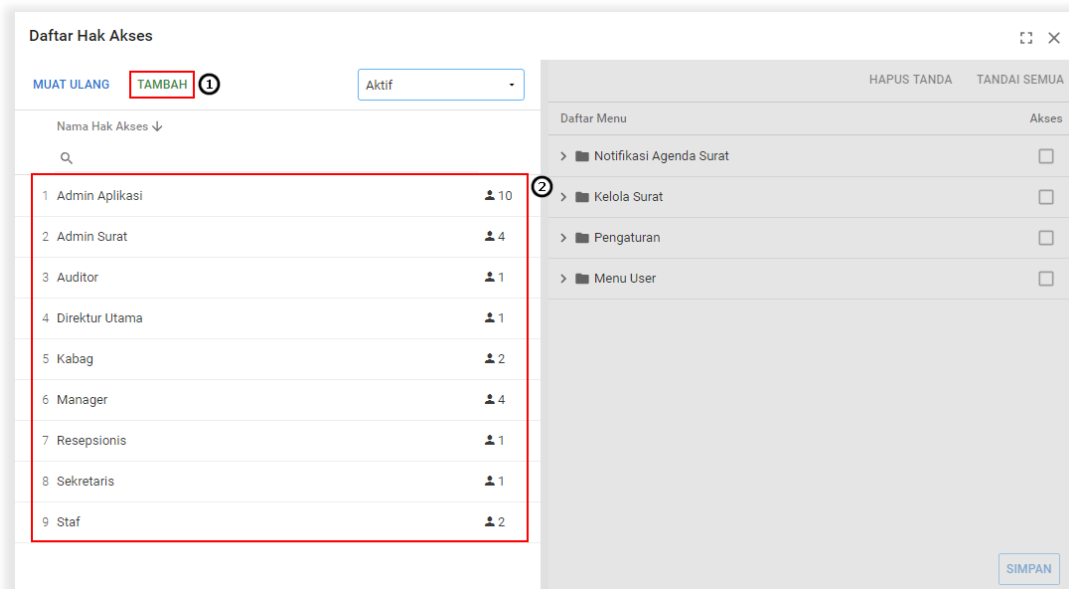 Daftar Hak Akses
MUAT ULANG TAMBAH 1 Aktif
Nama Hak Akses
1 Admin Aplikasi 10
2 Admin Surat 4
3 Auditor 1
4 Direktur Utama 1
5 Kabag 2
6 Manager 4
7 Resepsionis 1
8 Sekretaris 1
9 Staf 2
2
HAPUS TANDA TANDAI SEMUA
Daftar Menu Akses
Notifikasi Agenda Surat
Kelola Surat
Pengaturan
Menu User
SIMPAN